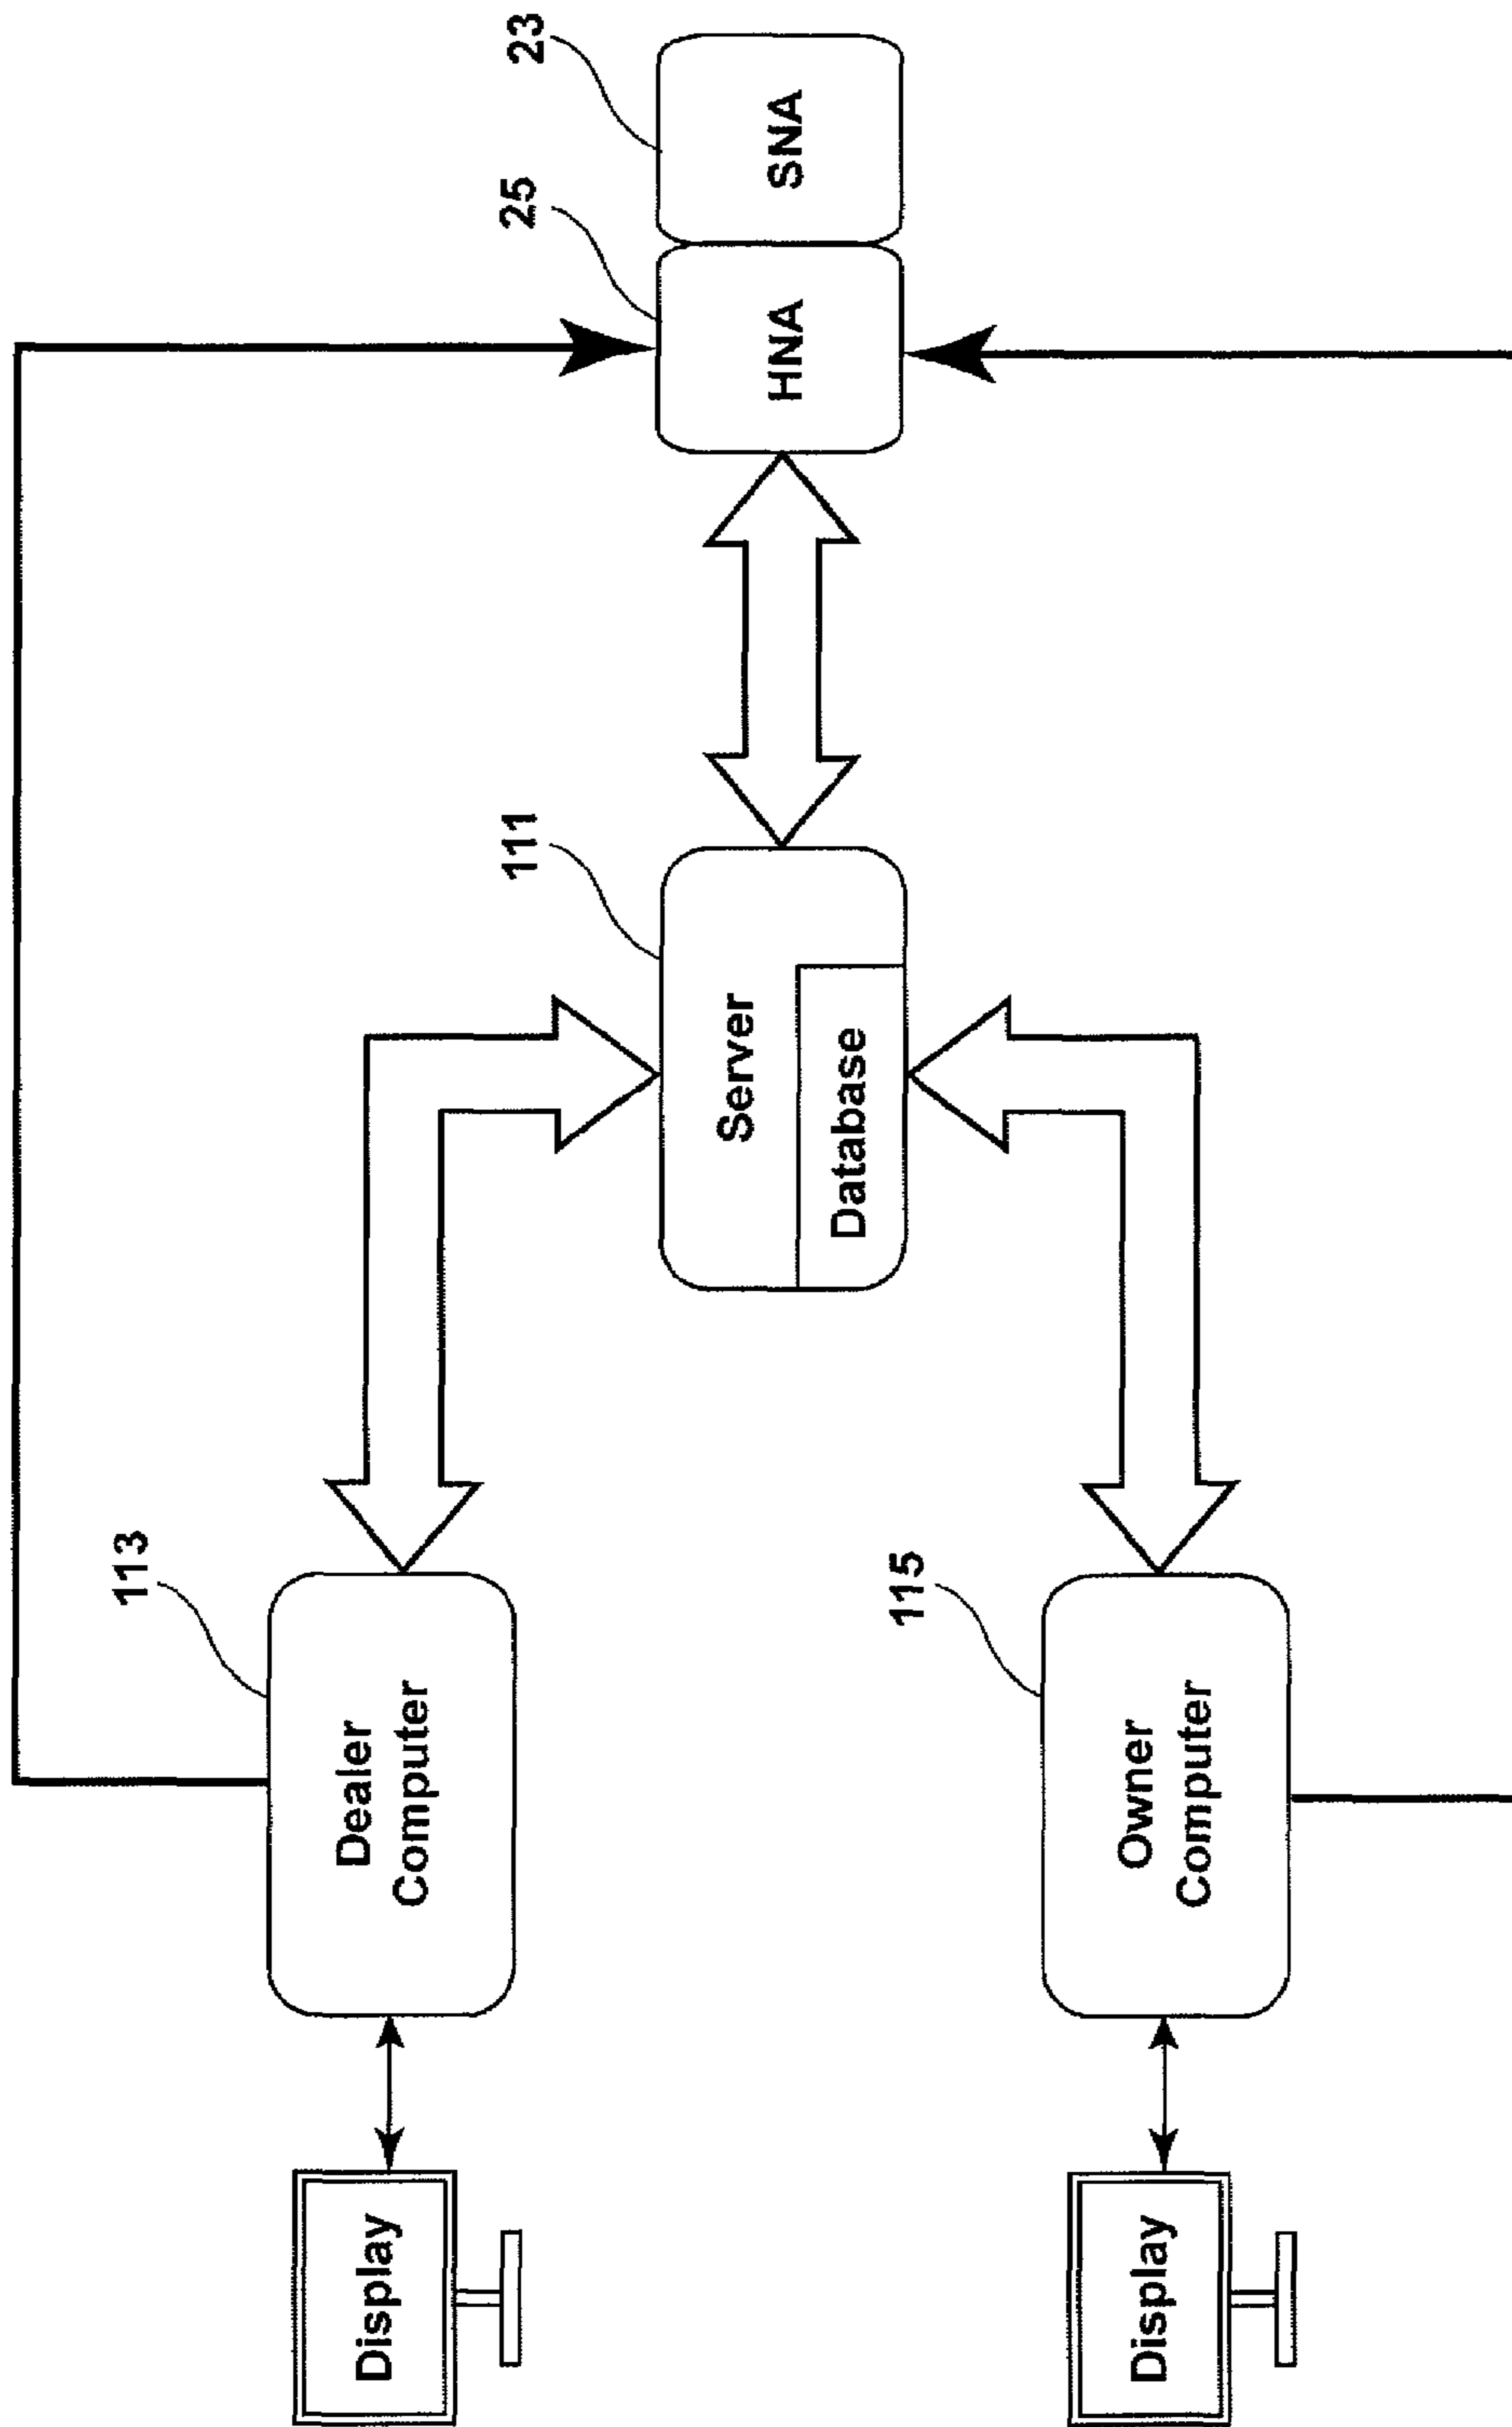 Display
Dealer
Computer
113
Server
Database
111
HNA
25
SNA
23
Display
Owner
Computer
115